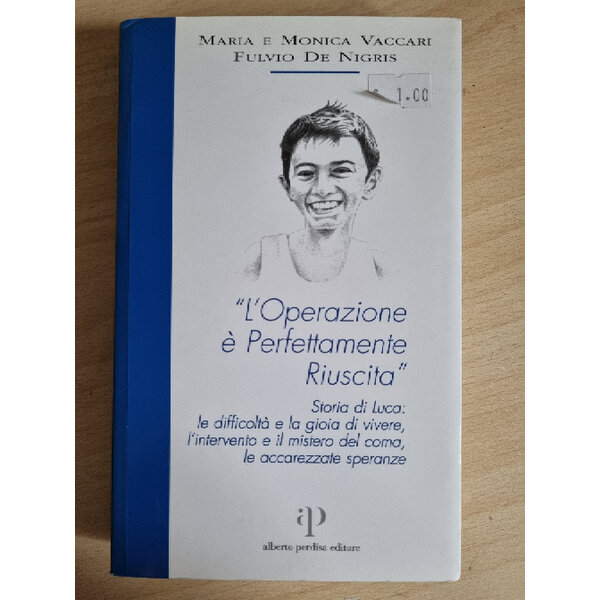 MARIA E MONICA VACCARI
FULVIO DE NIGRIS
1.00
"L'Operazione
è Perfettamente
Riuscita"
Storia di Luca:
le difficoltà e la gioia di vivere,
l'intervento e il mistero del coma,
le accarezzate speranze
ap
alberto perdisa editore